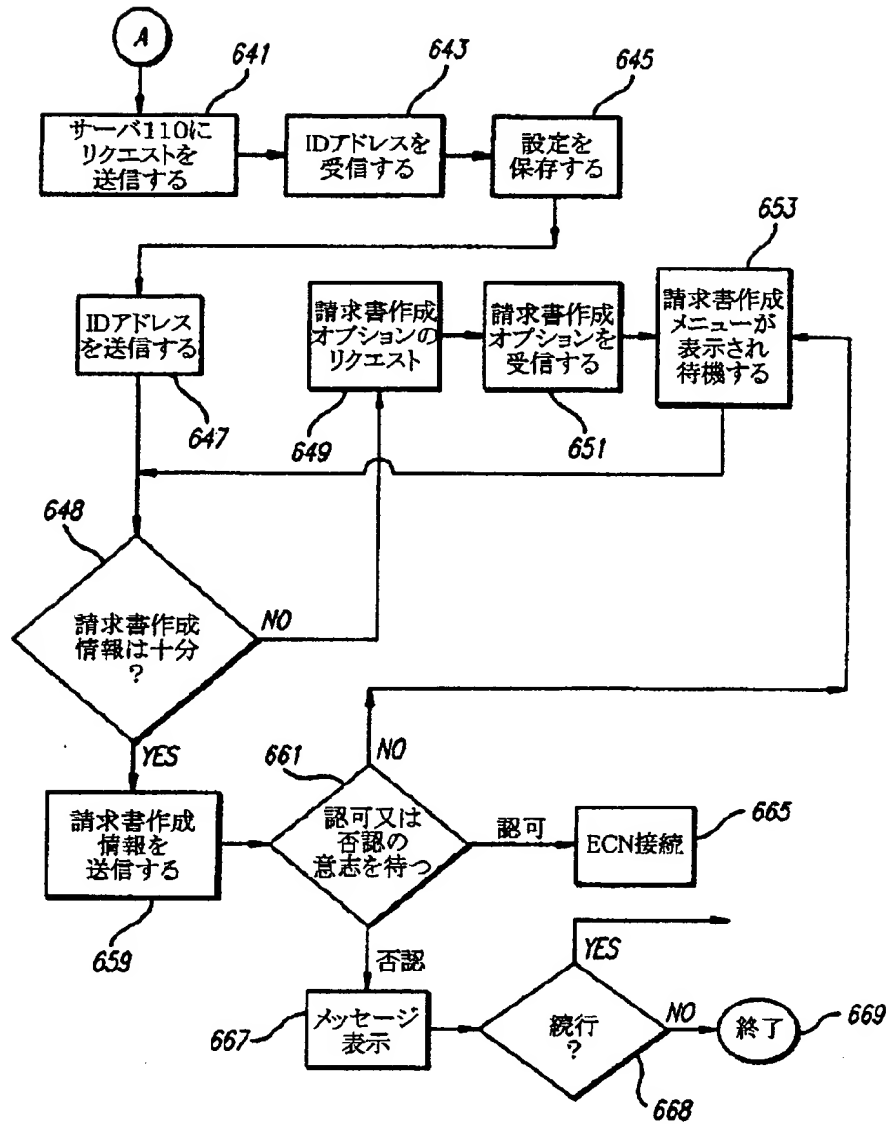 A
641
643
645
サーバ110に
リクエストを
送信する
IDアドレスを
受信する
設定を
保存する
653
IDアドレス
を送信する
請求書作成
オプションの
リクエスト
請求書作成
オプションを
受信する
請求書作成
メニューが
表示され
待機する
647
649
651
648
請求書作成
情報は十分
?
NO
YES
661
NO
請求書作成
情報を
送信する
認可又は
否認の
意志を待つ
認可
ECN接続
665
659
否認
YES
667
メッセージ
表示
続行
?
NO
終了
669
668